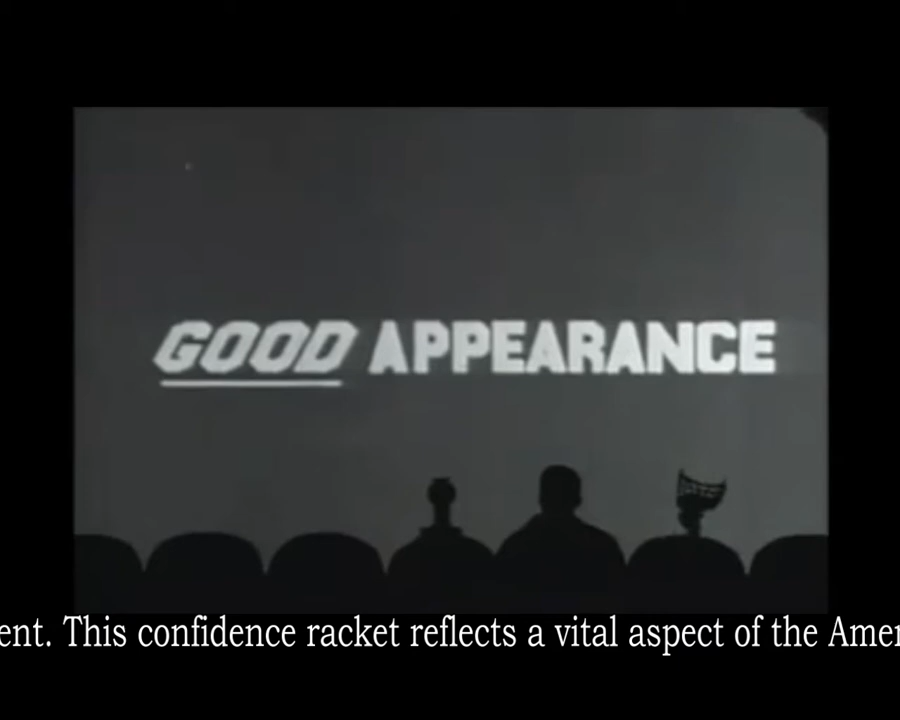 GOOD APPEARANCE
ent. This confidence racket reflects a vital aspect of the Amer